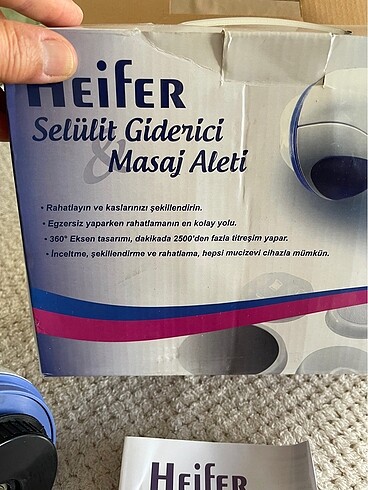 HEiFER
Selülit Giderici
& Masaj Aleti
• Rahatlayın ve kaslarınızı şekillendirin.
• Egzersiz yaparken rahatlamanın en kolay yolu.
• 360° Eksen tasarımı, dakikada 2500'den fazla titreşim yapar.
• İnceltme, şekillendirme ve rahatlama, hepsi mucizevi cihazla mümkün.
HEiFER